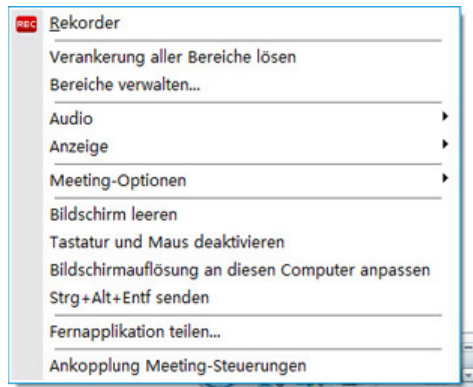 REC Rekorder
Verankerung aller Bereiche lösen
Bereiche verwalten...
Audio
Anzeige
Meeting-Optionen
Bildschirm leeren
Tastatur und Maus deaktivieren
Bildschirmauflösung an diesen Computer anpassen
Strg+Alt+Entf senden
Fernapplikation teilen...
Ankopplung Meeting-Steuerungen